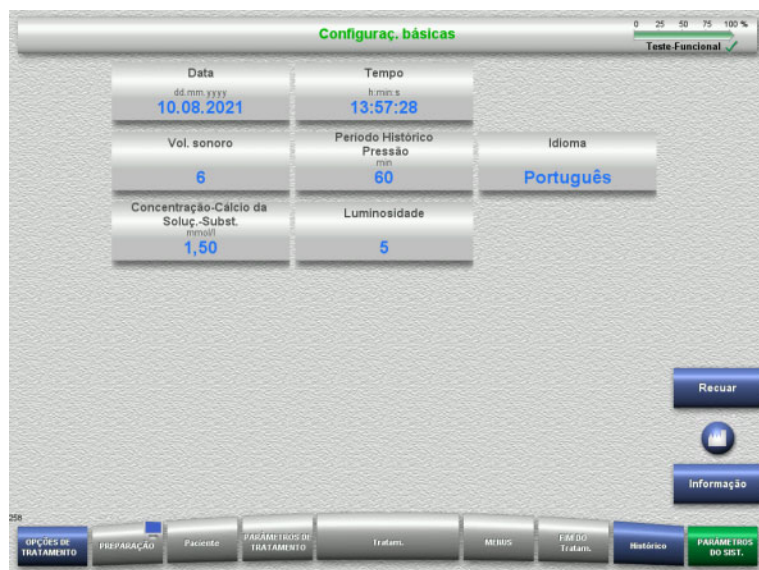 Configuraç. básicas
0 25 50 75 100 %
Teste-Funcional
Data
dd.mm.yyyy
10.08.2021
Tempo
h:min:s
13:57:28
Vol. sonoro
6
Período Histórico
Pressão
min
60
Idioma
Português
Concentração-Cálcio da
Soluç.-Subst.
mmol/l
1,50
Luminosidade
5
Recuar
Informação
258
OPÇÕES DE
TRATAMENTO
PREPARAÇÃO
Paciente
PARÂMETROS DE
TRATAMENTO
Tratam.
MENUS
FIM DO
Tratam.
Histórico
PARÂMETROS
DO SIST.